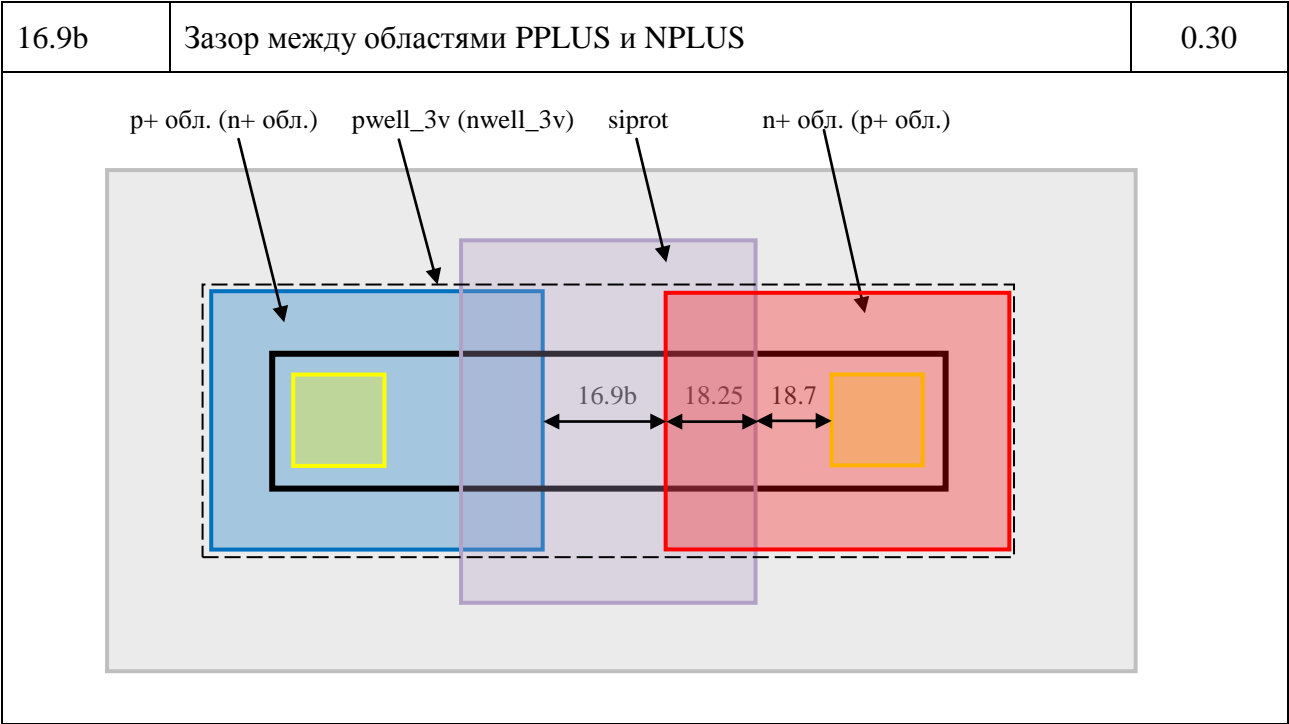 16.9b Зазор между областями PPLUS и NPLUS 0.30
p+ обл. (n+ обл.) pwell_3v (nwell_3v) siprot n+ обл. (p+ обл.)
16.9b 18.25 18.7